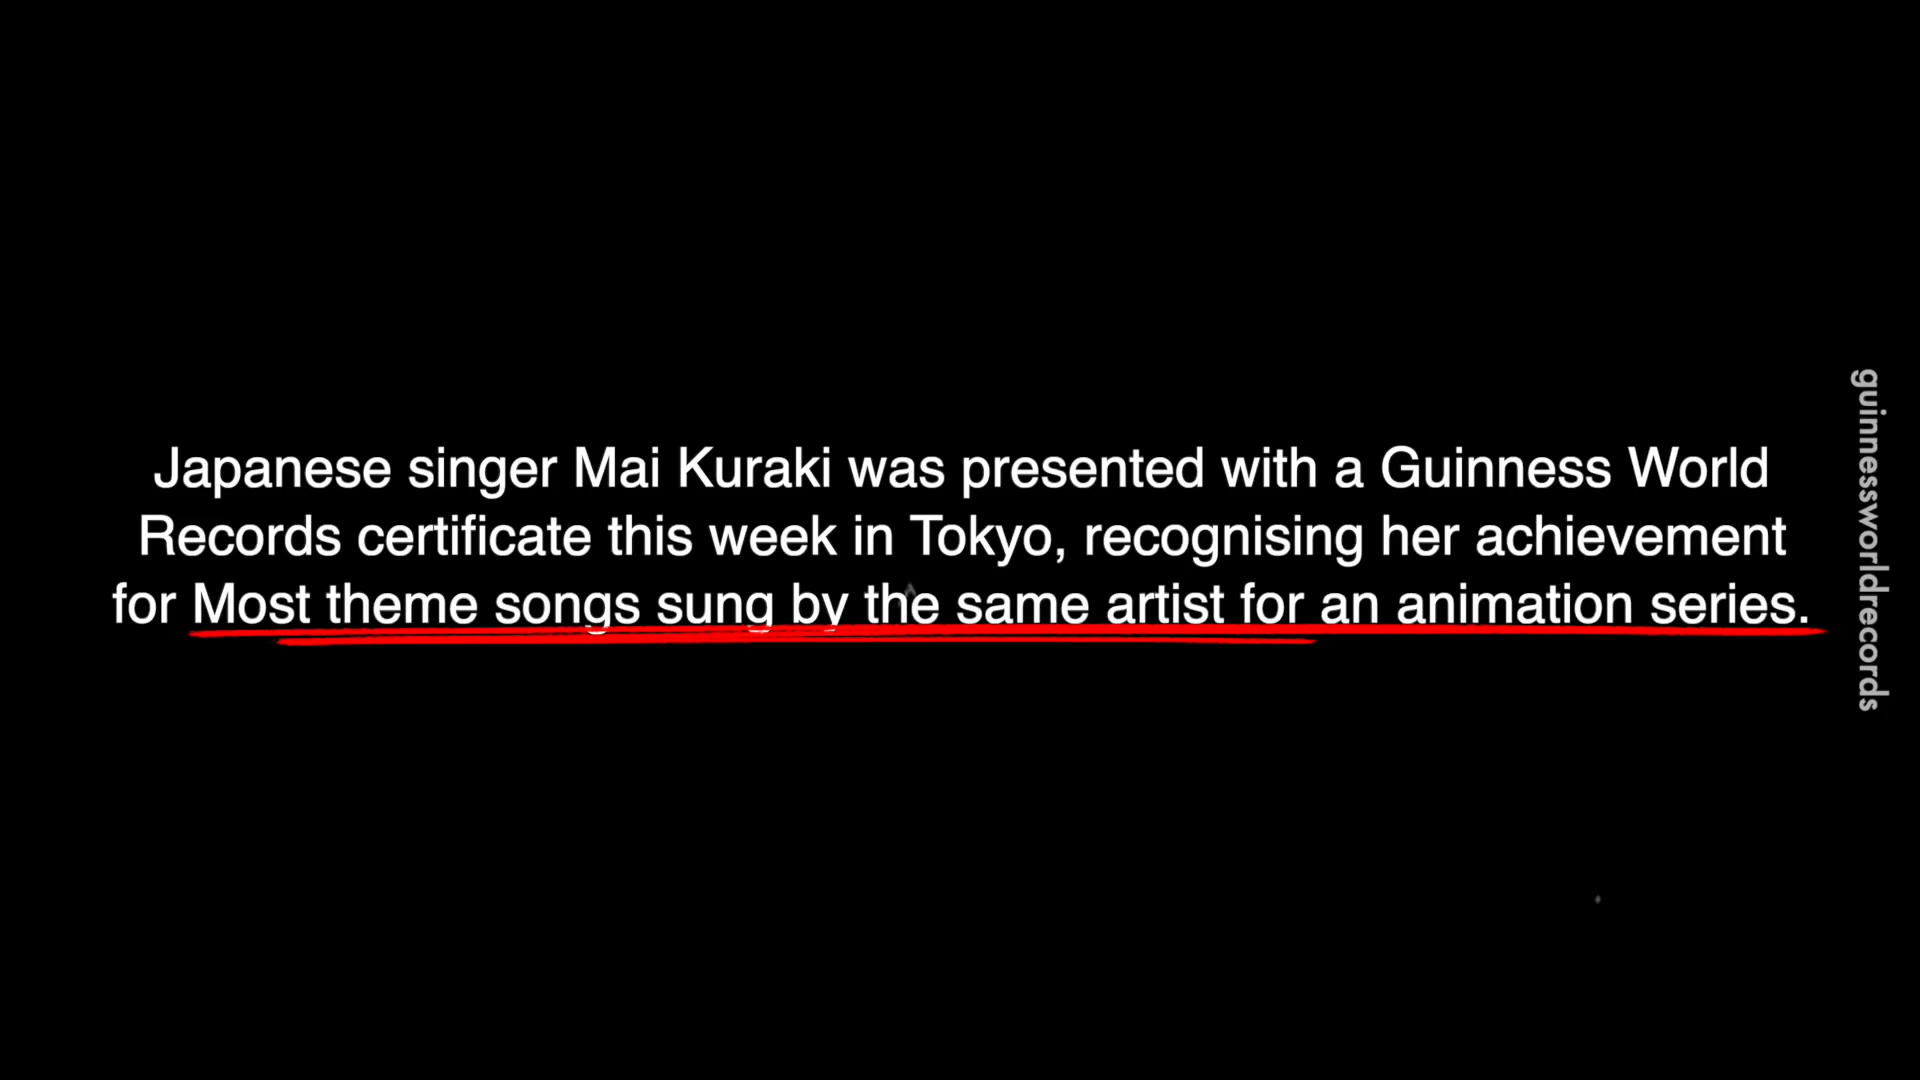 Japanese singer Mai Kuraki was presented with a Guinness World
Records certificate this week in Tokyo, recognising her achievement
for Most theme songs sung by the same artist for an animation series.
guinnessworldrecords